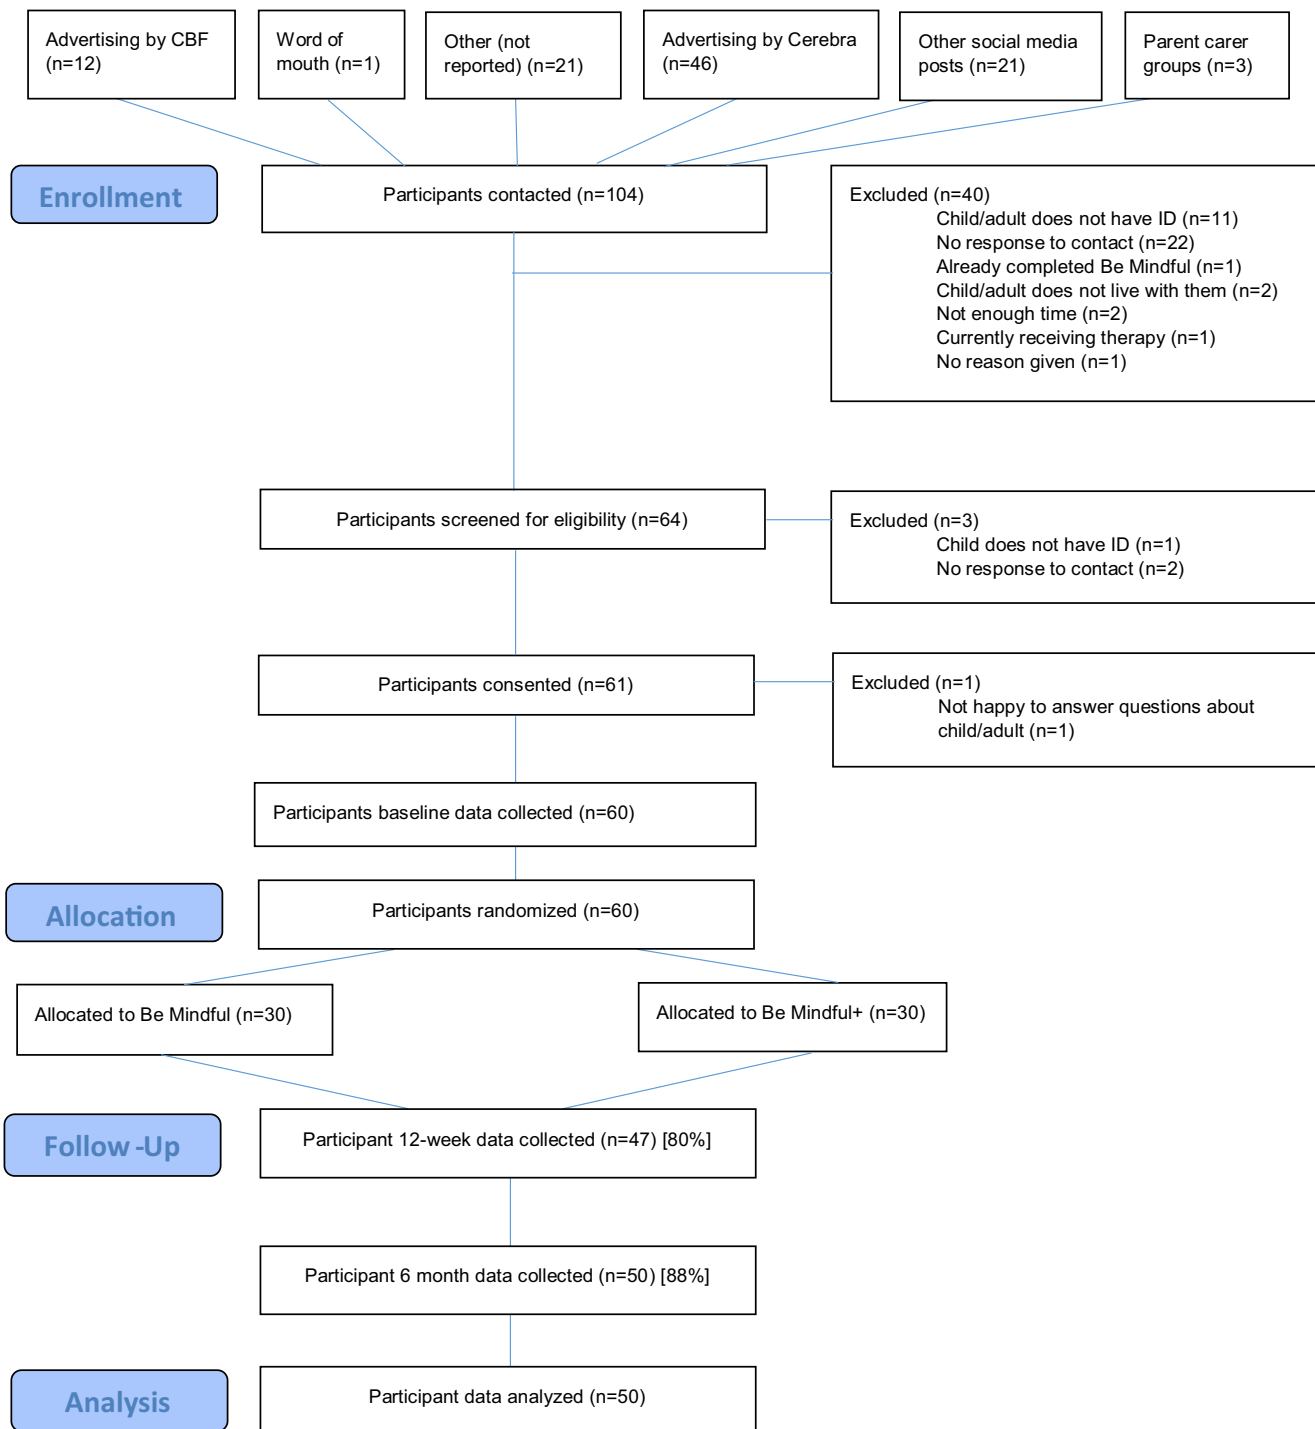 Advertising by CBF
(n=12)
Word of
mouth (n=1)
Other (not
reported) (n=21)
Advertising by Cerebra
(n=46)
Other social media
posts (n=21)
Parent carer
groups (n=3)
Enrollment
Participants contacted (n=104)
Excluded (n=40)
Child/adult does not have ID (n=11)
No response to contact (n=22)
Already completed Be Mindful (n=1)
Child/adult does not live with them (n=2)
Not enough time (n=2)
Currently receiving therapy (n=1)
No reason given (n=1)
Participants screened for eligibility (n=64)
Excluded (n=3)
Child does not have ID (n=1)
No response to contact (n=2)
Participants consented (n=61)
Excluded (n=1)
Not happy to answer questions about
child/adult (n=1)
Participants baseline data collected (n=60)
Allocation
Participants randomized (n=60)
Allocated to Be Mindful (n=30)
Allocated to Be Mindful+ (n=30)
Follow -Up
Participant 12-week data collected (n=47) [80%]
Participant 6 month data collected (n=50) [88%]
Analysis
Participant data analyzed (n=50)